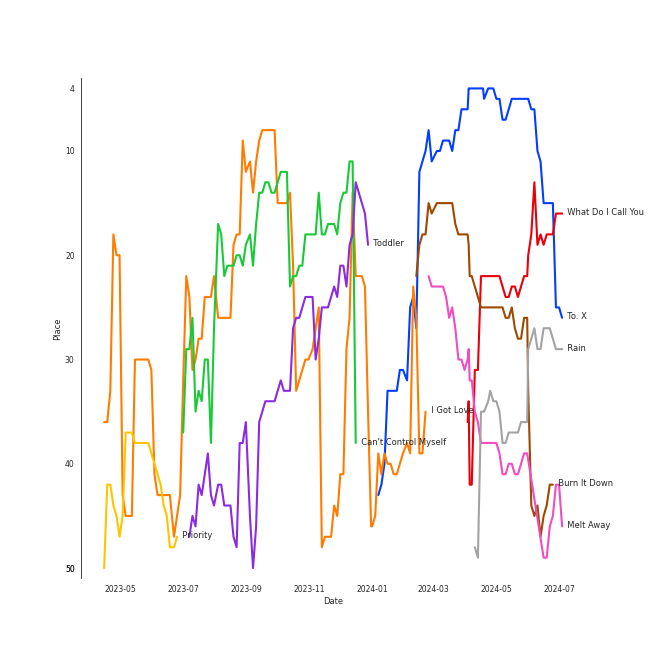 4
10
What Do I Call You
Toddler
20
To. X
Place
Rain
30
I Got Love
Can't Control Myself
40
Burn It Down
Melt Away
Priority
50
2023-05 2023-07 2023-09 2023-11 2024-01 2024-03 2024-05 2024-07
Date